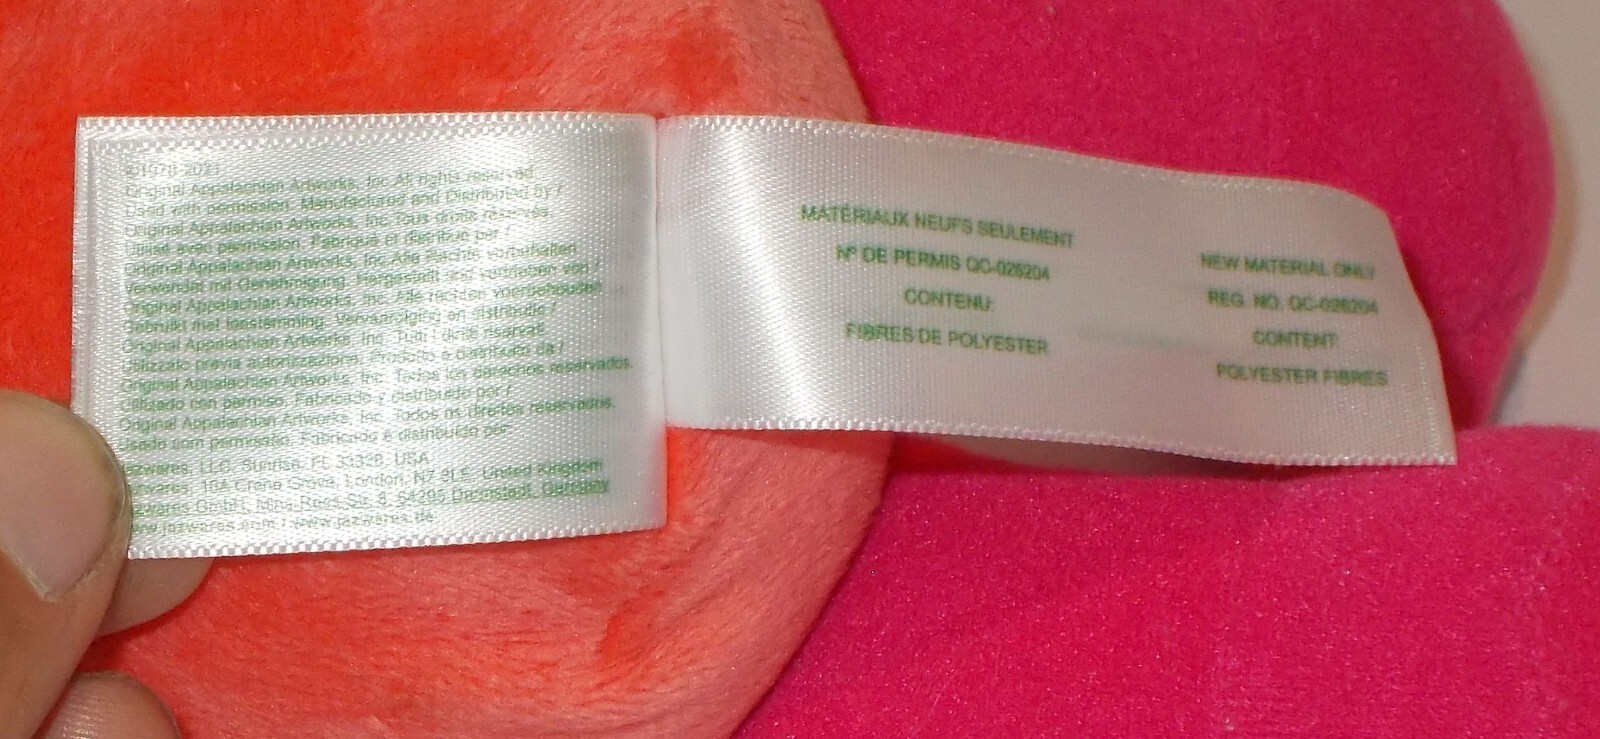 ©1978-2021
Original Appalachian Artworks, Inc. All rights reserved.
Used with permission. Manufactured and Distributed by /
Original Appalachian Artworks, Inc. Tous droits réservés.
Utilisé avec permission. Fabriqué et distribué par /
Original Appalachian Artworks, Inc. Alle Rechte vorbehalten.
Verwendet mit Genehmigung. Hergestellt und vertrieben von /
Original Appalachian Artworks, Inc. Alle rechten voorbehouden.
Gebruikt met toestemming. Vervaardiging en distributie /
Original Appalachian Artworks, Inc. Tutti i diritti riservati.
Utilizzato previa autorizzazione. Prodotto e distribuito da /
Original Appalachian Artworks, Inc. Todos los derechos reservados.
Utilizado con permiso. Fabricado y distribuido por /
Original Appalachian Artworks, Inc. Todos os direitos reservados.
Usado com permissão. Fabricado e distribuído por
Jazwares, LLC. Sunrise, FL 33323, USA
Jazwares, 16A Crane Grove, London, N7 8LE, United Kingdom
Jazwares GmbH, Mina-Rees-Str. 8, 64295 Darmstadt, Germany
www.jazwares.com / www.jazwares.de
MATÉRIAUX NEUFS SEULEMENT
Nº DE PERMIS QC-026204
CONTENU:
FIBRES DE POLYESTER
NEW MATERIAL ONLY
REG. NO. QC-026204
CONTENT:
POLYESTER FIBRES